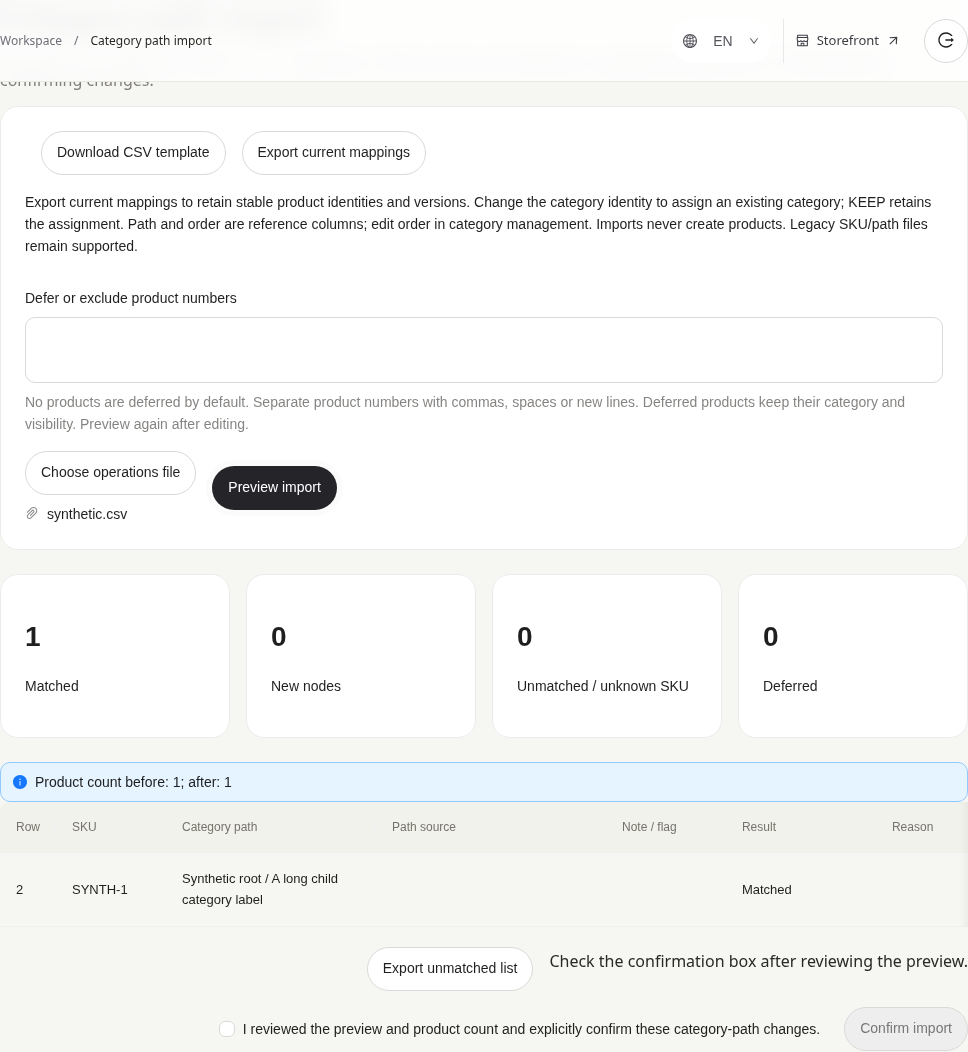 Workspace / Category path import
EN
Storefront
confirming changes.
Download CSV template
Export current mappings
Export current mappings to retain stable product identities and versions. Change the category identity to assign an existing category; KEEP retains
the assignment. Path and order are reference columns; edit order in category management. Imports never create products. Legacy SKU/path files
remain supported.
Defer or exclude product numbers
No products are deferred by default. Separate product numbers with commas, spaces or new lines. Deferred products keep their category and
visibility. Preview again after editing.
Choose operations file
Preview import
synthetic.csv
1
Matched
0
New nodes
0
Unmatched / unknown SKU
0
Deferred
Product count before: 1; after: 1
Row SKU Category path Path source Note / flag Result Reason
2 SYNTH-1 Synthetic root / A long child
category label
Matched
Export unmatched list
Check the confirmation box after reviewing the preview.
I reviewed the preview and product count and explicitly confirm these category-path changes.
Confirm import